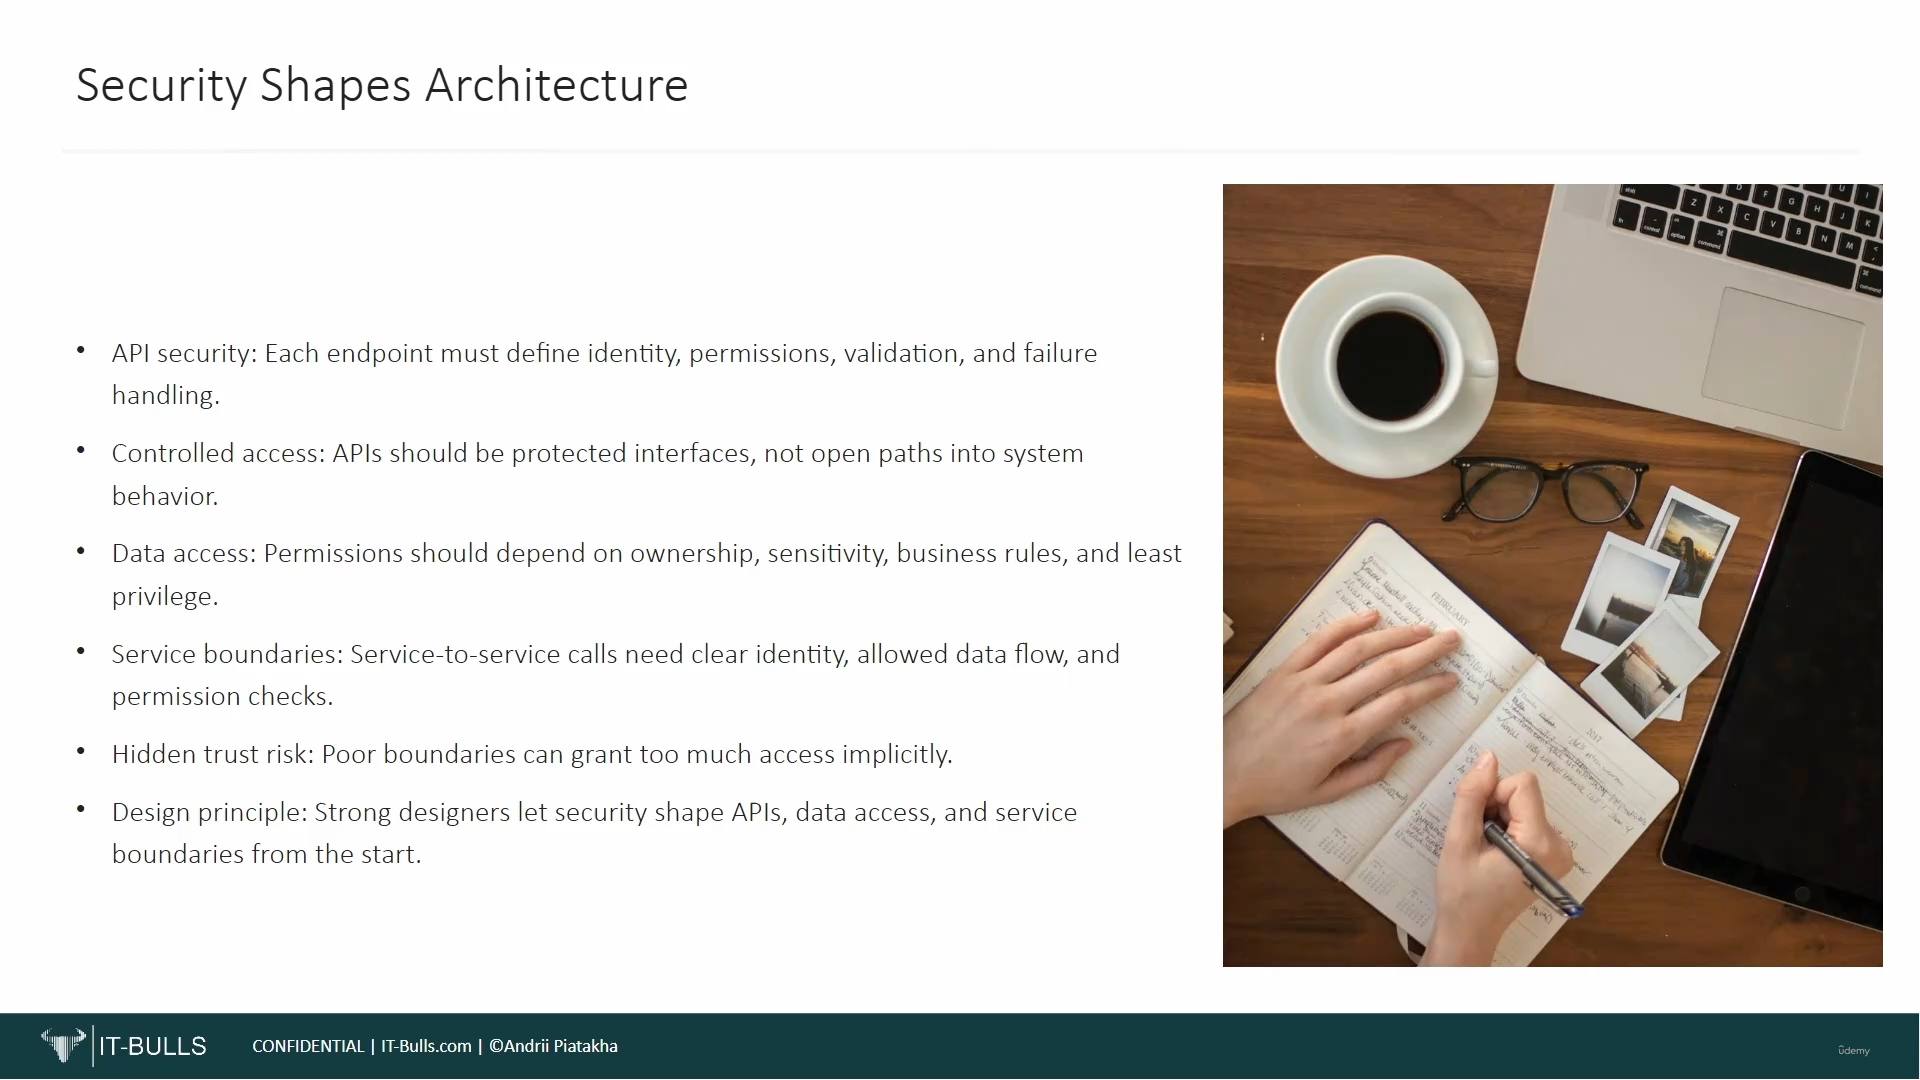 Security Shapes Architecture
• API security: Each endpoint must define identity, permissions, validation, and failure
handling.
• Controlled access: APIs should be protected interfaces, not open paths into system
behavior.
• Data access: Permissions should depend on ownership, sensitivity, business rules, and least
privilege.
• Service boundaries: Service-to-service calls need clear identity, allowed data flow, and
permission checks.
• Hidden trust risk: Poor boundaries can grant too much access implicitly.
• Design principle: Strong designers let security shape APIs, data access, and service
boundaries from the start.
FEBRUARY
2017
IT-BULLS
CONFIDENTIAL | IT-Bulls.com | ©Andrii Piatakha
udemy